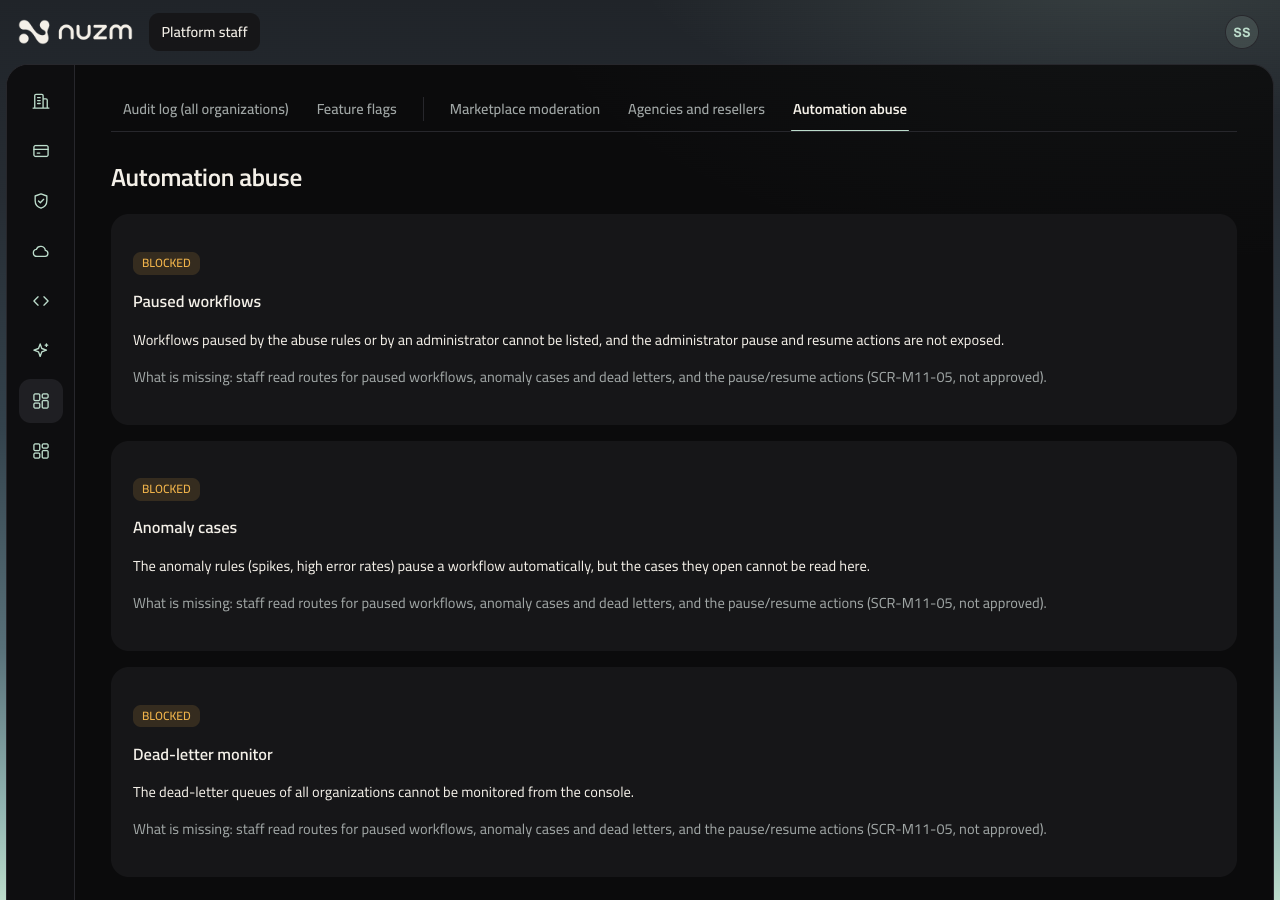 nuzm
Platform staff
SS
Audit log (all organizations)
Feature flags
Marketplace moderation
Agencies and resellers
Automation abuse
Automation abuse
BLOCKED
Paused workflows
Workflows paused by the abuse rules or by an administrator cannot be listed, and the administrator pause and resume actions are not exposed.
What is missing: staff read routes for paused workflows, anomaly cases and dead letters, and the pause/resume actions (SCR-M11-05, not approved).
BLOCKED
Anomaly cases
The anomaly rules (spikes, high error rates) pause a workflow automatically, but the cases they open cannot be read here.
What is missing: staff read routes for paused workflows, anomaly cases and dead letters, and the pause/resume actions (SCR-M11-05, not approved).
BLOCKED
Dead-letter monitor
The dead-letter queues of all organizations cannot be monitored from the console.
What is missing: staff read routes for paused workflows, anomaly cases and dead letters, and the pause/resume actions (SCR-M11-05, not approved).